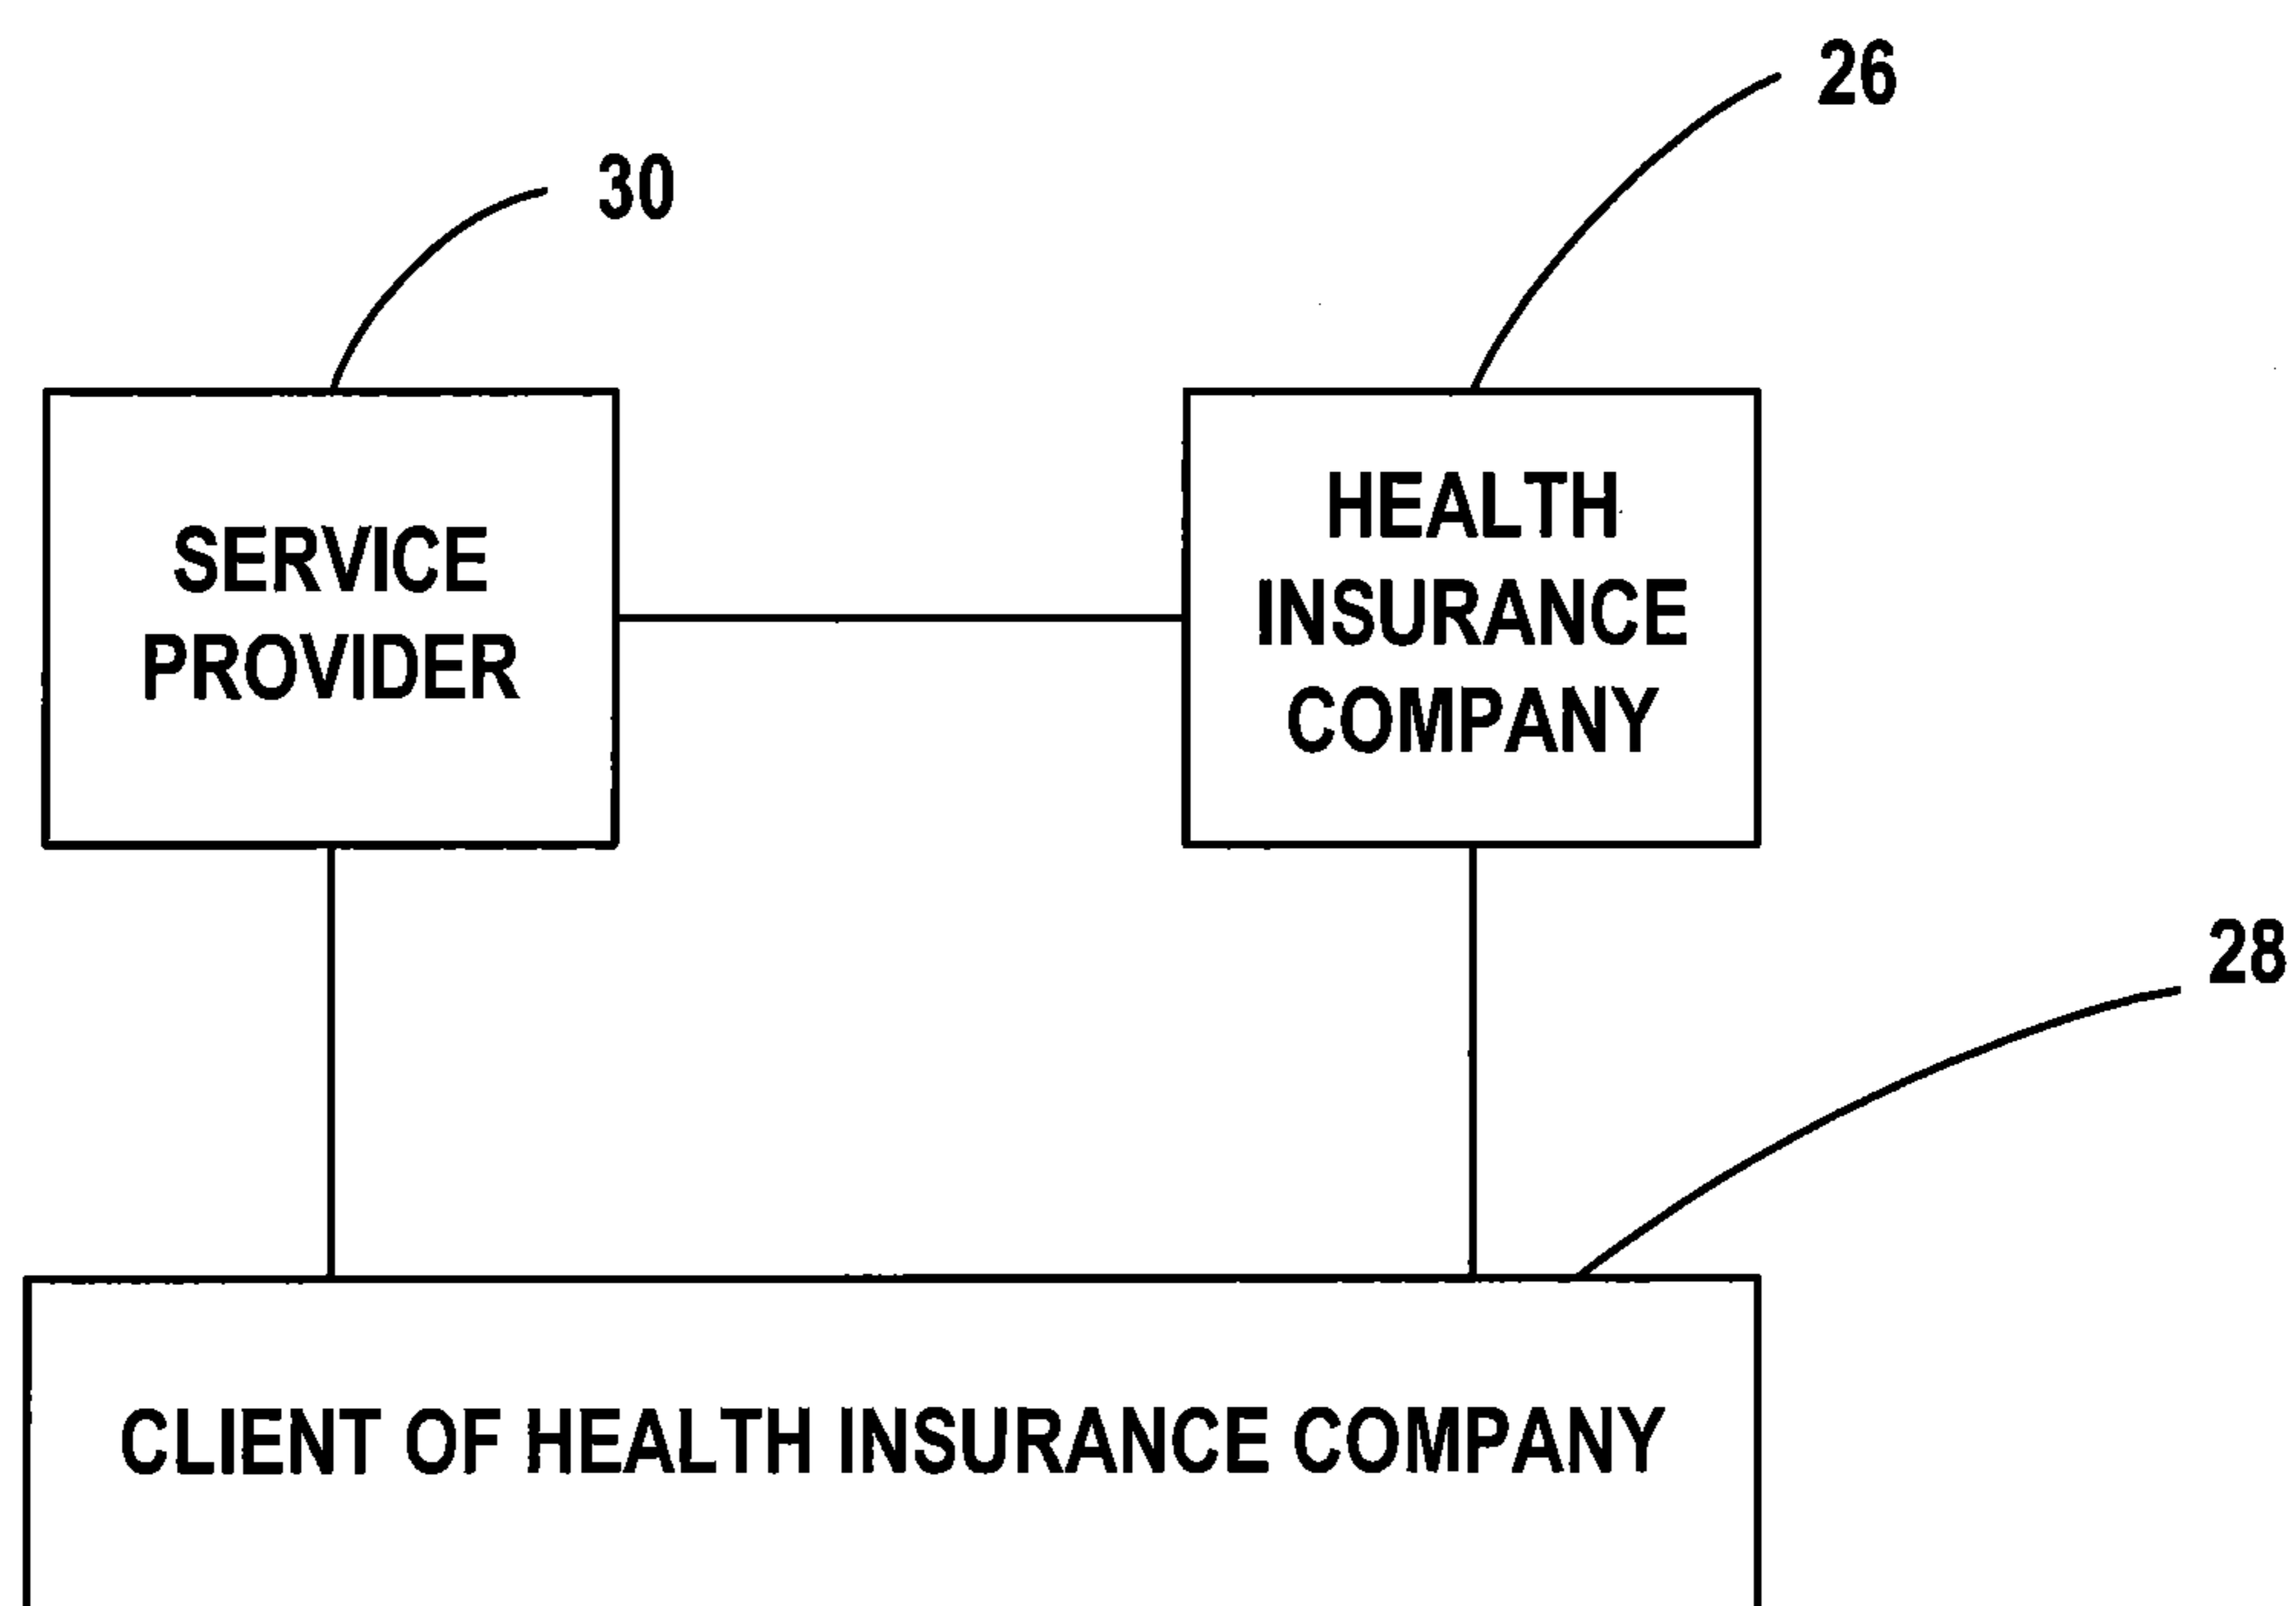 26
30
SERVICE
PROVIDER
HEALTH
INSURANCE
COMPANY
28
CLIENT OF HEALTH INSURANCE COMPANY